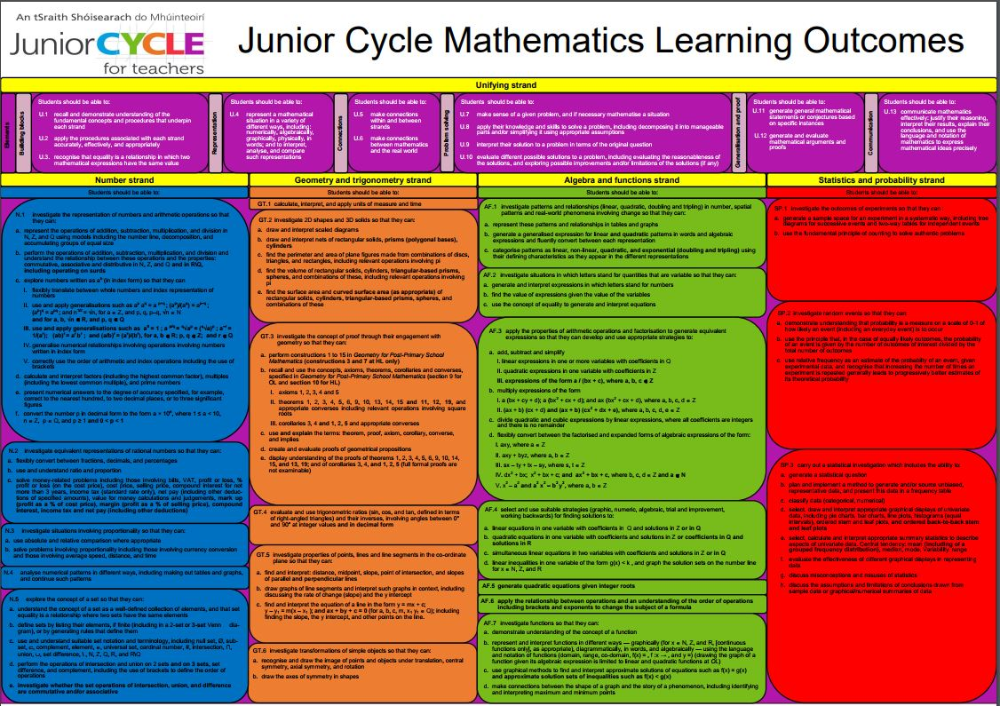 An tSraith Shóisearach do Mhúinteoirí
JuniorCYCLE
for teachers
Junior Cycle Mathematics Learning Outcomes
Unifying strand
Elements
Building blocks
Students should be able to:
U.1 recall and demonstrate understanding of the
fundamental concepts and procedures that underpin
each strand
U.2 apply the procedures associated with each strand
accurately, effectively, and appropriately
U.3. recognise that equality is a relationship in which two
mathematical expressions have the same value
Representation
Students should be able to:
U.4 represent a mathematical
situation in a variety of
different ways, including:
numerically, algebraically,
graphically, physically, in
words; and to interpret,
analyse, and compare
such representations
Connections
Students should be able to:
U.5 make connections
within and between
strands
U.6 make connections
between mathematics
and the real world
Problem solving
Students should be able to:
U.7 make sense of a given problem, and if necessary mathematise a situation
U.8 apply their knowledge and skills to solve a problem, including decomposing it into manageable
parts and/or simplifying it using appropriate assumptions
U.9 interpret their solution to a problem in terms of the original question
U.10 evaluate different possible solutions to a problem, including evaluating the reasonableness of
the solutions, and exploring possible improvements and/or limitations of the solutions (if any)
Generalisation and proof
Students should be able to:
U.11 generate general mathematical
statements or conjectures based
on specific instances
U.12 generate and evaluate
mathematical arguments and
proofs
Communication
Students should be able to:
U.13 communicate mathematics
effectively: justify their reasoning,
interpret their results, explain their
conclusions, and use the
language and notation of
mathematics to express
mathematical ideas precisely
Number strand
Students should be able to:
N.1 investigate the representation of numbers and arithmetic operations so that
they can:
a. represent the operations of addition, subtraction, multiplication, and division in
N, Z, and Q using models including the number line, decomposition, and
accumulating groups of equal size
b. perform the operations of addition, subtraction, multiplication, and division and
understand the relationship between these operations and the properties:
commutative, associative and distributive in N, Z, and Q and in R\Q,
including operating on surds
c. explore numbers written as aᵇ (in index form) so that they can
I. flexibly translate between whole numbers and index representation of
numbers
II. use and apply generalisations such as
III. use and apply generalisations such as
IV. generalise numerical relationships involving operations involving numbers
written in index form
V. correctly use the order of arithmetic and index operations including the use of
brackets
d. calculate and interpret factors (including the highest common factor), multiples
(including the lowest common multiple), and prime numbers
e. present numerical answers to the degree of accuracy specified, for example,
correct to the nearest hundred, to two decimal places, or to three significant
figures
f. convert the number p in decimal form to the form a × 10ⁿ, where 1 ≤ a < 10,
n ∈ Z, p ∈ Q, and p ≥ 1 and 0 < p < 1
N.2 investigate equivalent representations of rational numbers so that they can:
a. flexibly convert between fractions, decimals, and percentages
b. use and understand ratio and proportion
c. solve money-related problems including those involving bills, VAT, profit or loss, %
profit or loss (on the cost price), cost price, selling price, compound interest for not
more than 3 years, income tax (standard rate only), net pay (including other deduc-
tions of specified amounts), value for money calculations and judgements, mark up
(profit as a % of cost price), margin (profit as a % of selling price), compound
interest, income tax and net pay (including other deductions)
N.3 investigate situations involving proportionality so that they can:
a. use absolute and relative comparison where appropriate
b. solve problems involving proportionality including those involving currency conversion
and those involving average speed, distance, and time
N.4 analyse numerical patterns in different ways, including making out tables and graphs,
and continue such patterns
N.5 explore the concept of a set so that they can:
a. understand the concept of a set as a well-defined collection of elements, and that set
equality is a relationship where two sets have the same elements
b. define sets by listing their elements, if finite (including in a 2-set or 3-set Venn dia-
gram), or by generating rules that define them
c. use and understand suitable set notation and terminology, including null set, Ø, sub-
set, ⊂, complement, element, ∈, universal set, cardinal number, #, intersection, ∩,
union, ∪, set difference, \, N, Z, Q, R, and R\Q
d. perform the operations of intersection and union on 2 sets and on 3 sets, set
difference, and complement, including the use of brackets to define the order of
operations
e. investigate whether the set operations of intersection, union, and difference
are commutative and/or associative
Geometry and trigonometry strand
Students should be able to:
GT.1 calculate, interpret, and apply units of measure and time
GT.2 investigate 2D shapes and 3D solids so that they can:
a. draw and interpret scaled diagrams
b. draw and interpret nets of rectangular solids, prisms (polygonal bases),
cylinders
c. find the perimeter and area of plane figures made from combinations of discs,
triangles, and rectangles, including relevant operations involving pi
d. find the volume of rectangular solids, cylinders, triangular-based prisms,
spheres, and combinations of these, including relevant operations involving
pi
e. find the surface area and curved surface area (as appropriate) of
rectangular solids, cylinders, triangular-based prisms, spheres, and
combinations of these
GT.3 investigate the concept of proof through their engagement with
geometry so that they can:
a. perform constructions 1 to 15 in Geometry for Post-Primary School
Mathematics (constructions 3 and 7 at HL only)
b. recall and use the concepts, axioms, theorems, corollaries and converses,
specified in Geometry for Post-Primary School Mathematics (section 9 for
OL and section 10 for HL)
I. axioms 1, 2, 3, 4 and 5
II. theorems 1, 2, 3, 4, 5, 6, 9, 10, 13, 14, 15 and 11, 12, 19, and
appropriate converses including relevant operations involving square
roots
III. corollaries 3, 4 and 1, 2, 5 and appropriate converses
c. use and explain the terms: theorem, proof, axiom, corollary, converse,
and implies
d. create and evaluate proofs of geometrical propositions
e. display understanding of the proofs of theorems 1, 2, 3, 4, 5, 6, 9, 10, 14,
15, and 13, 19; and of corollaries 3, 4, and 1, 2, 5 (full formal proofs are
not examinable)
GT.4 evaluate and use trigonometric ratios (sin, cos, and tan, defined in terms
of right-angled triangles) and their inverses, involving angles between 0°
and 90° at integer values and in decimal form
GT.5 investigate properties of points, lines and line segments in the co-ordinate
plane so that they can:
a. find and interpret: distance, midpoint, slope, point of intersection, and slopes
of parallel and perpendicular lines
b. draw graphs of line segments and interpret such graphs in context, including
discussing the rate of change (slope) and the y intercept
c. find and interpret the equation of a line in the form y = mx + c;
y – y₁ = m(x – x₁ ); and ax + by + c = 0 (for a, b, c, m, x₁, y₁ ∈ Q); including
finding the slope, the y intercept, and other points on the line.
GT.6 investigate transformations of simple objects so that they can:
a. recognise and draw the image of points and objects under translation, central
symmetry, axial symmetry, and rotation
b. draw the axes of symmetry in shapes
Algebra and functions strand
Students should be able to:
AF.1 investigate patterns and relationships (linear, quadratic, doubling and tripling) in number, spatial
patterns and real-world phenomena involving change so that they can:
a. represent these patterns and relationships in tables and graphs
b. generate a generalised expression for linear and quadratic patterns in words and algebraic
expressions and fluently convert between each representation
c. categorise patterns as linear, non-linear, quadratic, and exponential (doubling and tripling) using
their defining characteristics as they appear in the different representations
AF.2 investigate situations in which letters stand for quantities that are variable so that they can:
a. generate and interpret expressions in which letters stand for numbers
b. find the value of expressions given the value of the variables
c. use the concept of equality to generate and interpret equations
AF.3 apply the properties of arithmetic operations and factorisation to generate equivalent
expressions so that they can develop and use appropriate strategies to:
a. add, subtract and simplify
I. linear expressions in one or more variables with coefficients in Q
II. quadratic expressions in one variable with coefficients in Z
III. expressions of the form a / (bx + c), where a, b, c ∈ Z
b. multiply expressions of the form
I. a (bx + cy + d); a (bx² + cx + d); and ax (bx² + cx + d), where a, b, c, d ∈ Z
II. (ax + b) (cx + d) and (ax + b) (cx² + dx + e), where a, b, c, d, e ∈ Z
c. divide quadratic and cubic expressions by linear expressions, where all coefficients are integers
and there is no remainder
d. flexibly convert between the factorised and expanded forms of algebraic expressions of the form:
I. axy, where a ∈ Z
II. axy + byz, where a, b ∈ Z
III. sx – ty + tx – sy, where s, t ∈ Z
IV. dx² + bx; x² + bx + c; and ax² + bx + c, where b, c, d ∈ Z and a ∈ N
V. x² – a² and a² x² – b² y², where a, b ∈ N
AF.4 select and use suitable strategies (graphic, numeric, algebraic, trial and improvement,
working backwards) for finding solutions to:
a. linear equations in one variable with coefficients in Q and solutions in Z or in Q
b. quadratic equations in one variable with coefficients and solutions in Z or coefficients in Q and
solutions in R
c. simultaneous linear equations in two variables with coefficients and solutions in Z or in Q
d. linear inequalities in one variable of the form g(x) < k , and graph the solution sets on the number line
for x ∈ N, Z, and R
AF.5 generate quadratic equations given integer roots
AF.6 apply the relationship between operations and an understanding of the order of operations
including brackets and exponents to change the subject of a formula
AF.7 investigate functions so that they can:
a. demonstrate understanding of the concept of a function
b. represent and interpret functions in different ways — graphically (for x ∈ N, Z, and R, [continuous
functions only], as appropriate), diagrammatically, in words, and algebraically — using the language
and notation of functions (domain, range, co-domain, f(x) = , f :x → , and y =) (drawing the graph of a
function given its algebraic expression is limited to linear and quadratic functions at OL)
c. use graphical methods to find and interpret approximate solutions of equations such as f(x) = g(x)
and approximate solution sets of inequalities such as f(x) < g(x)
d. make connections between the shape of a graph and the story of a phenomenon, including identifying
and interpreting maximum and minimum points
Statistics and probability strand
Students should be able to:
SP.1 investigate the outcomes of experiments so that they can
a. generate a sample space for an experiment in a systematic way, including tree
diagrams for successive events and two-way tables for independent events
b. use the fundamental principle of counting to solve authentic problems
SP.2 investigate random events so that they can:
a. demonstrate understanding that probability is a measure on a scale of 0-1 of
how likely an event (including an everyday event) is to occur
b. use the principle that, in the case of equally likely outcomes, the probability
of an event is given by the number of outcomes of interest divided by the
total number of outcomes
c. use relative frequency as an estimate of the probability of an event, given
experimental data, and recognise that increasing the number of times an
experiment is repeated generally leads to progressively better estimates of
its theoretical probability
SP.3 carry out a statistical investigation which includes the ability to:
a. generate a statistical question
b. plan and implement a method to generate and/or source unbiased,
representative data, and present this data in a frequency table
c. classify data (categorical, numerical)
d. select, draw and interpret appropriate graphical displays of univariate
data, including pie charts, bar charts, line plots, histograms (equal
intervals), ordered stem and leaf plots, and ordered back-to-back stem
and leaf plots
e. select, calculate and interpret appropriate summary statistics to describe
aspects of univariate data. Central tendency: mean (including of a
grouped frequency distribution), median, mode. Variability: range
f. evaluate the effectiveness of different graphical displays in representing
data
g. discuss misconceptions and misuses of statistics
h. discuss the assumptions and limitations of conclusions drawn from
sample data or graphical/numerical summaries of data